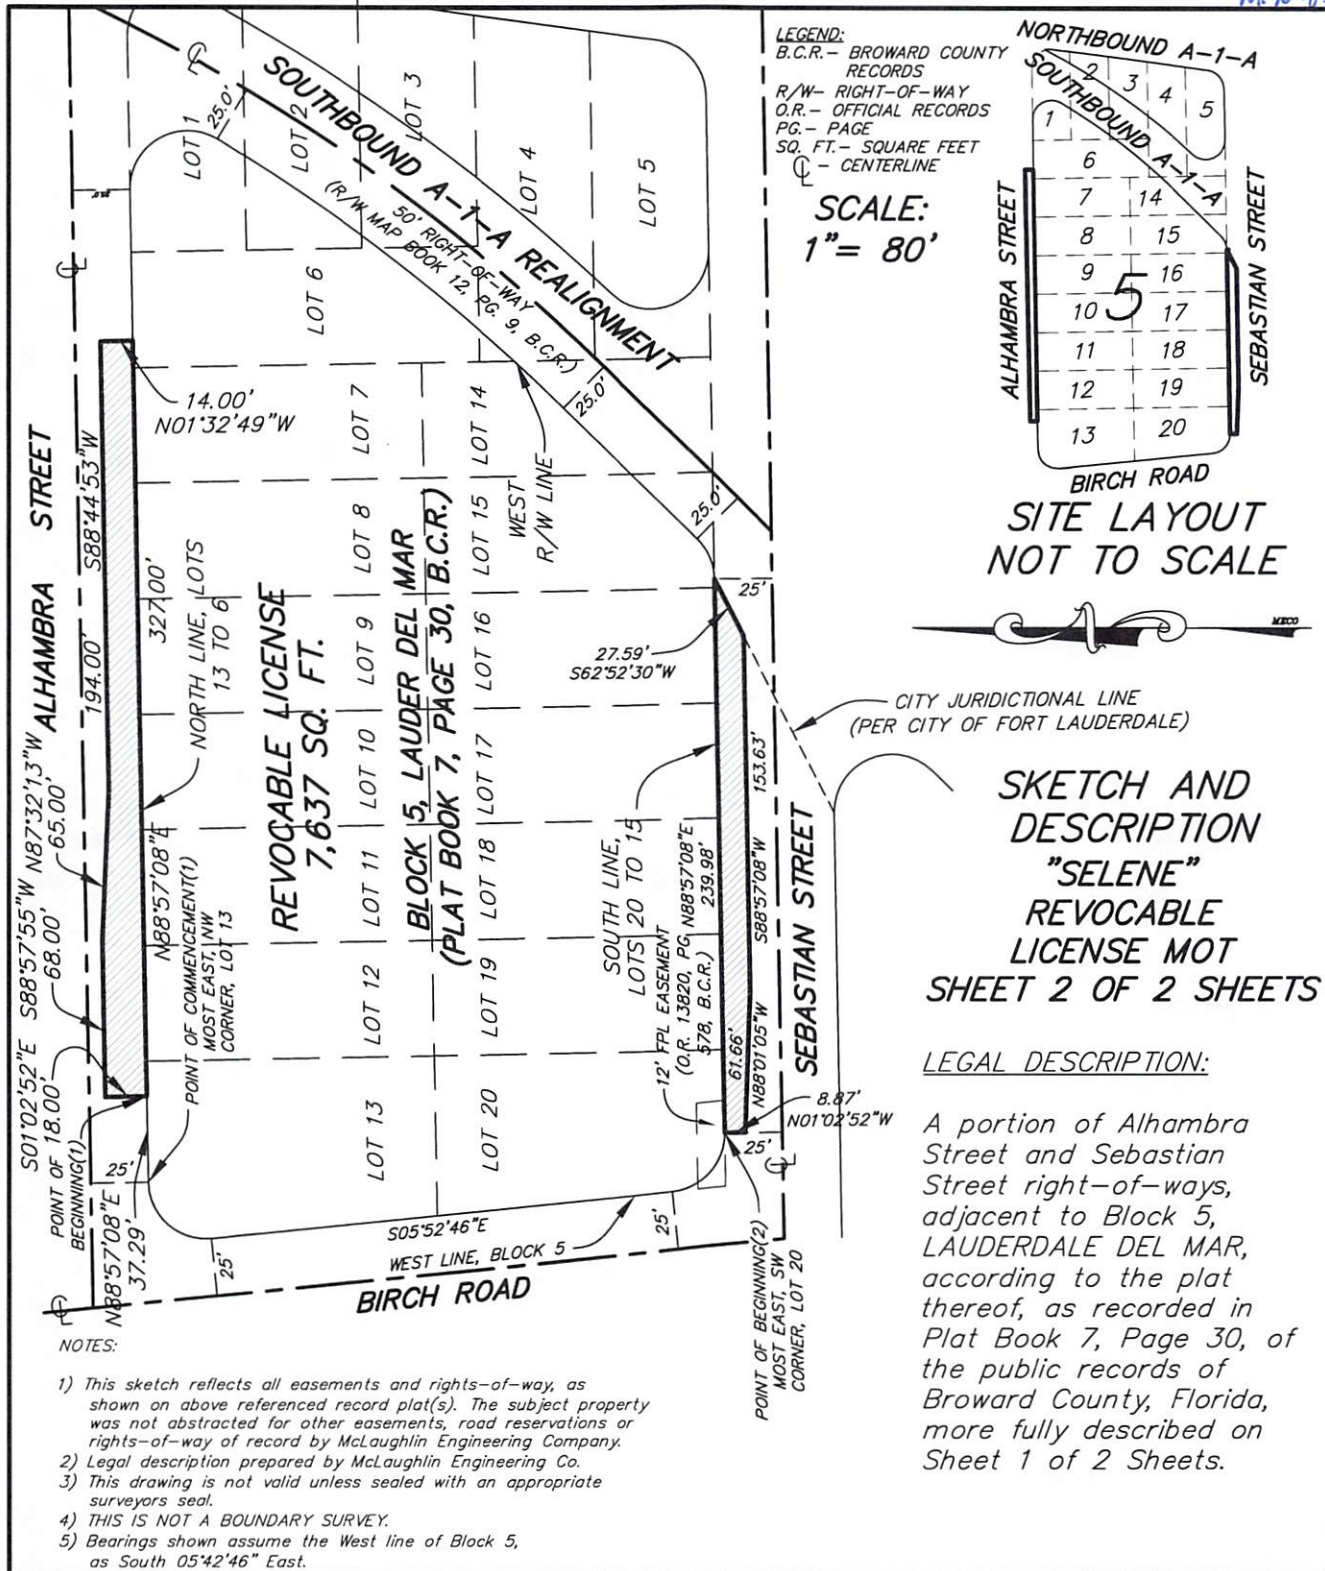 LEGEND:
B.C.R.- BROWARD COUNTY
RECORDS
R/W- RIGHT-OF-WAY
O.R.- OFFICIAL RECORDS
PG.- PAGE
SQ. FT.- SQUARE FEET
- CENTERLINE
SCALE:
1"= 80'
NORTHBOUND A-1-A
SOUTHBOUND A-1-A
1
2
3
4
5
6
7
14
8
15
9
16
10
5
17
11
18
12
19
13
20
ALHAMBRA STREET
SEBASTIAN STREET
BIRCH ROAD
SITE LAYOUT
NOT TO SCALE
MECO
SOUTHBOUND A-1-A REALIGNMENT
50' RIGHT-OF-WAY
(R/W MAP BOOK 12, PG. 9, B.C.R.)
25.0'
25.0'
25.0'
LOT 1
LOT 2
LOT 3
LOT 4
LOT 5
LOT 6
LOT 7
LOT 14
LOT 8
LOT 15
LOT 9
LOT 16
LOT 10
LOT 17
LOT 11
LOT 18
LOT 12
LOT 19
LOT 13
LOT 20
WEST
R/W LINE
14.00'
N01°32'49"W
ALHAMBRA STREET
S88°44'53"W
194.00'
327.00'
NORTH LINE, LOTS
13 TO 6
N87°32'13"W
65.00'
S88°57'55"W
68.00'
S01°02'52"E
18.00'
N88°57'08"E
POINT OF COMMENCEMENT(1)
MOST EAST, NW
CORNER, LOT 13
POINT OF
BEGINNING(1)
25'
N88°57'08"E
37.29'
REVOCABLE LICENSE
7,637 SQ. FT.
BLOCK 5, LAUDER DEL MAR
(PLAT BOOK 7, PAGE 30, B.C.R.)
25'
27.59'
S62°52'30"W
CITY JURIDICTIONAL LINE
(PER CITY OF FORT LAUDERDALE)
SOUTH LINE,
LOTS 20 TO 15
153.63'
S88°57'08"W
N88°57'08"E
239.98'
12' FPL EASEMENT
(O.R. 13820, PG.
578, B.C.R.)
61.66'
N88°01'05"W
SEBASTIAN STREET
8.87'
N01°02'52"W
25'
POINT OF BEGINNING(2)
MOST EAST, SW
CORNER, LOT 20
S05°52'46"E
WEST LINE, BLOCK 5
25'
25'
BIRCH ROAD
SKETCH AND
DESCRIPTION
"SELENE"
REVOCABLE
LICENSE MOT
SHEET 2 OF 2 SHEETS
LEGAL DESCRIPTION:
A portion of Alhambra
Street and Sebastian
Street right-of-ways,
adjacent to Block 5,
LAUDERDALE DEL MAR,
according to the plat
thereof, as recorded in
Plat Book 7, Page 30, of
the public records of
Broward County, Florida,
more fully described on
Sheet 1 of 2 Sheets.
NOTES:
1) This sketch reflects all easements and rights-of-way, as
shown on above referenced record plat(s). The subject property
was not abstracted for other easements, road reservations or
rights-of-way of record by McLaughlin Engineering Company.
2) Legal description prepared by McLaughlin Engineering Co.
3) This drawing is not valid unless sealed with an appropriate
surveyors seal.
4) THIS IS NOT A BOUNDARY SURVEY.
5) Bearings shown assume the West line of Block 5,
as South 05°42'46" East.